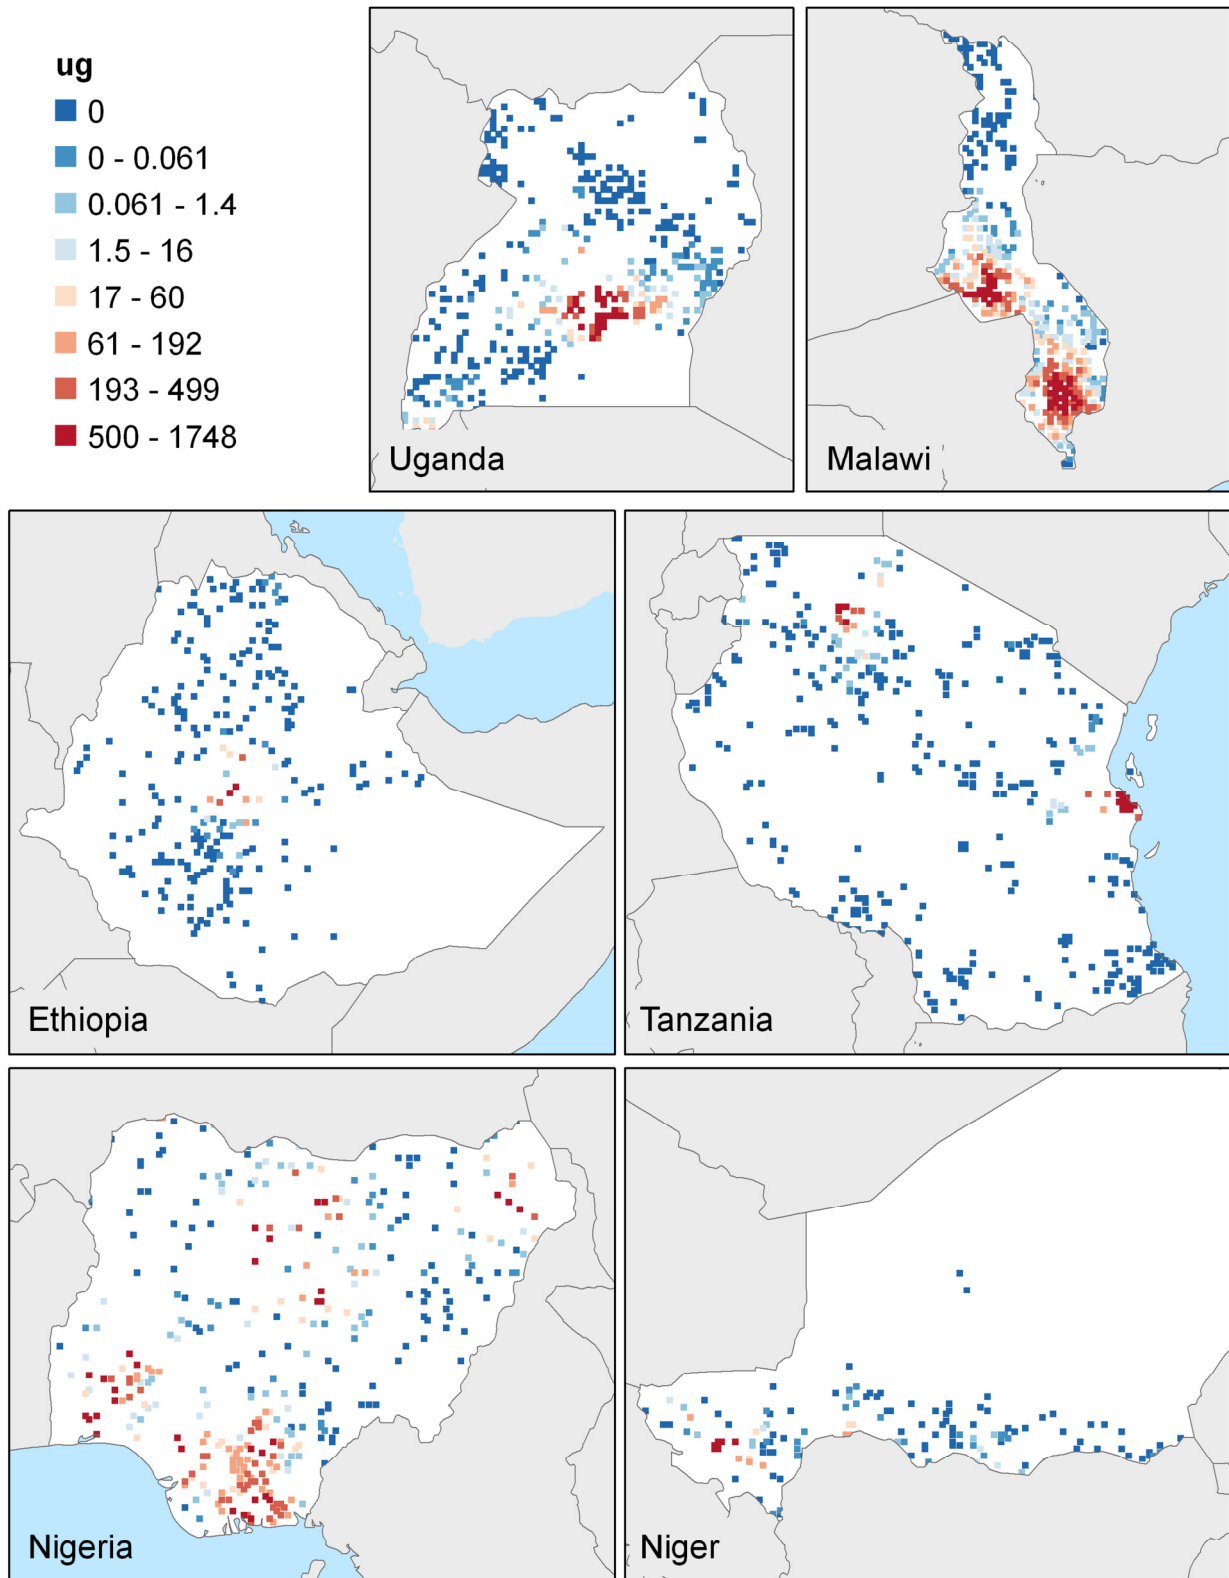 ug
0
0 - 0.061
0.061 - 1.4
1.5 - 16
17 - 60
61 - 192
193 - 499
500 - 1748
Uganda
Malawi
Ethiopia
Tanzania
Nigeria
Niger